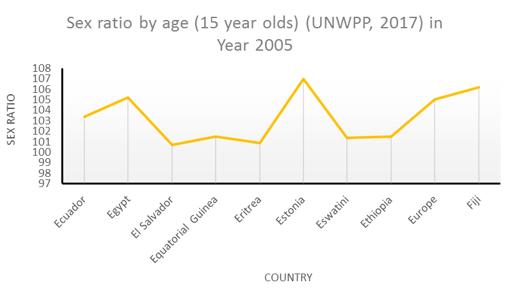 Sex ratio by age (15 year olds) (UNWPP, 2017) in
Year 2005
SEX RATIO
108
107
106
105
104
103
102
101
100
99
98
97
Ecuador
Egypt
El Salvador
Equatorial Guinea
Eritrea
Estonia
Eswatini
Ethiopia
Europe
Fiji
COUNTRY